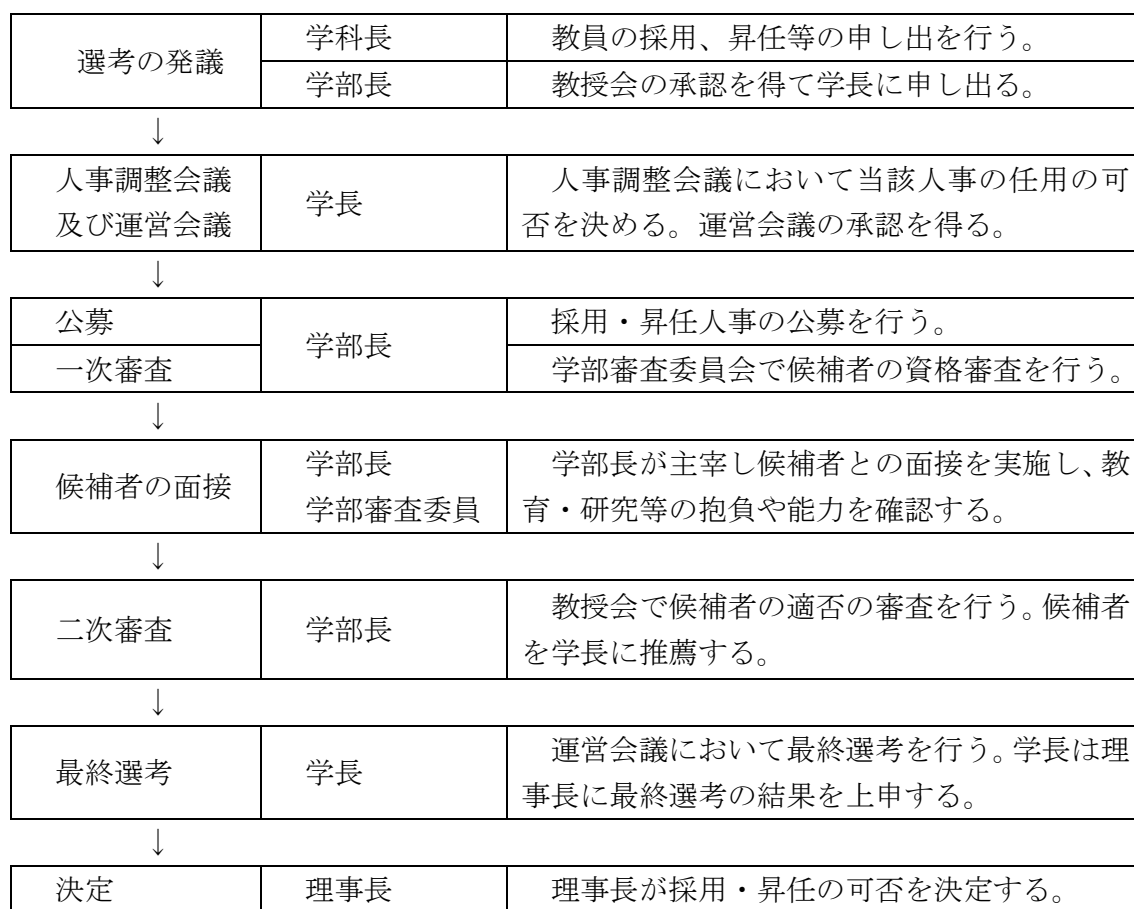 選考の発議
学科長
教員の採用、昇任等の申し出を行う。
学部長
教授会の承認を得て学長に申し出る。
↓
人事調整会議
及び運営会議
学長
人事調整会議において当該人事の任用の可
否を決める。運営会議の承認を得る。
↓
公募
学部長
採用・昇任人事の公募を行う。
一次審査
学部審査委員会で候補者の資格審査を行う。
↓
候補者の面接
学部長
学部審査委員
学部長が主宰し候補者との面接を実施し、教
育・研究等の抱負や能力を確認する。
↓
二次審査
学部長
教授会で候補者の適否の審査を行う。候補者
を学長に推薦する。
↓
最終選考
学長
運営会議において最終選考を行う。学長は理
事長に最終選考の結果を上申する。
↓
決定
理事長
理事長が採用・昇任の可否を決定する。